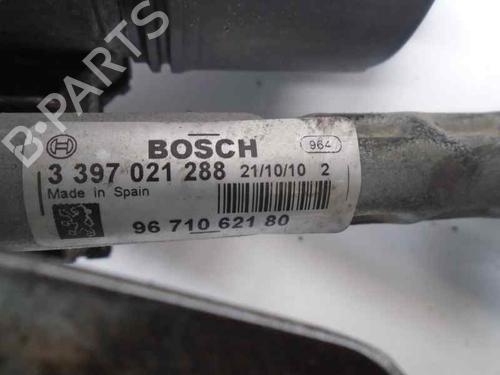 BOSCH
964
3 397 021 288 21/10/10 2
Made in Spain
96 710 621 80
B-PARTS